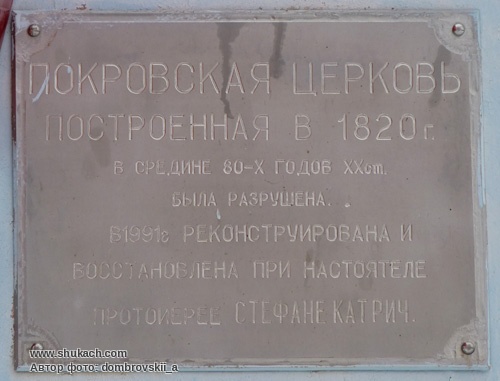 ПОКРОВСКАЯ ЦЕРКОВЬ
ПОСТРОЕННАЯ В 1820г.
В СРЕДИНЕ 80-Х ГОДОВ ХХст.
БЫЛА РАЗРУШЕНА.
В1991г РЕКОНСТРУИРОВАНА И
ВОССТАНОВЛЕНА ПРИ НАСТОЯТЕЛЕ
ПРОТОИЕРЕЕ СТЕФАНЕ КАТРИЧ.
www.shukach.com
Автор фото: dombrovskii_a